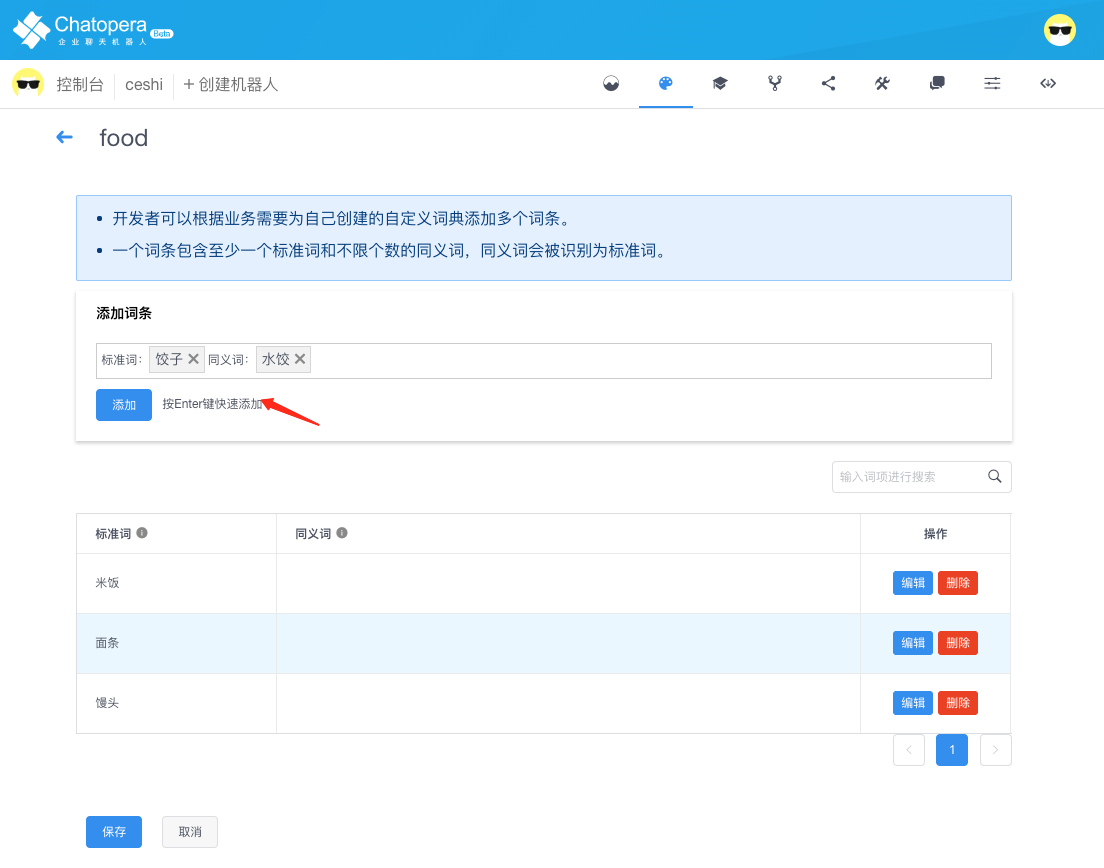 Chatopera Beta
企业聊天机器人
控制台 ceshi + 创建机器人
food
开发者可以根据业务需要为自己创建的自定义词典添加多个词条。
一个词条包含至少一个标准词和不限个数的同义词，同义词会被识别为标准词。
添加词条
标准词： 饺子 同义词： 水饺
添加 按Enter键快速添加
输入词项进行搜索
标准词 同义词 操作
米饭 编辑 删除
面条 编辑 删除
馒头 编辑 删除
1
保存 取消